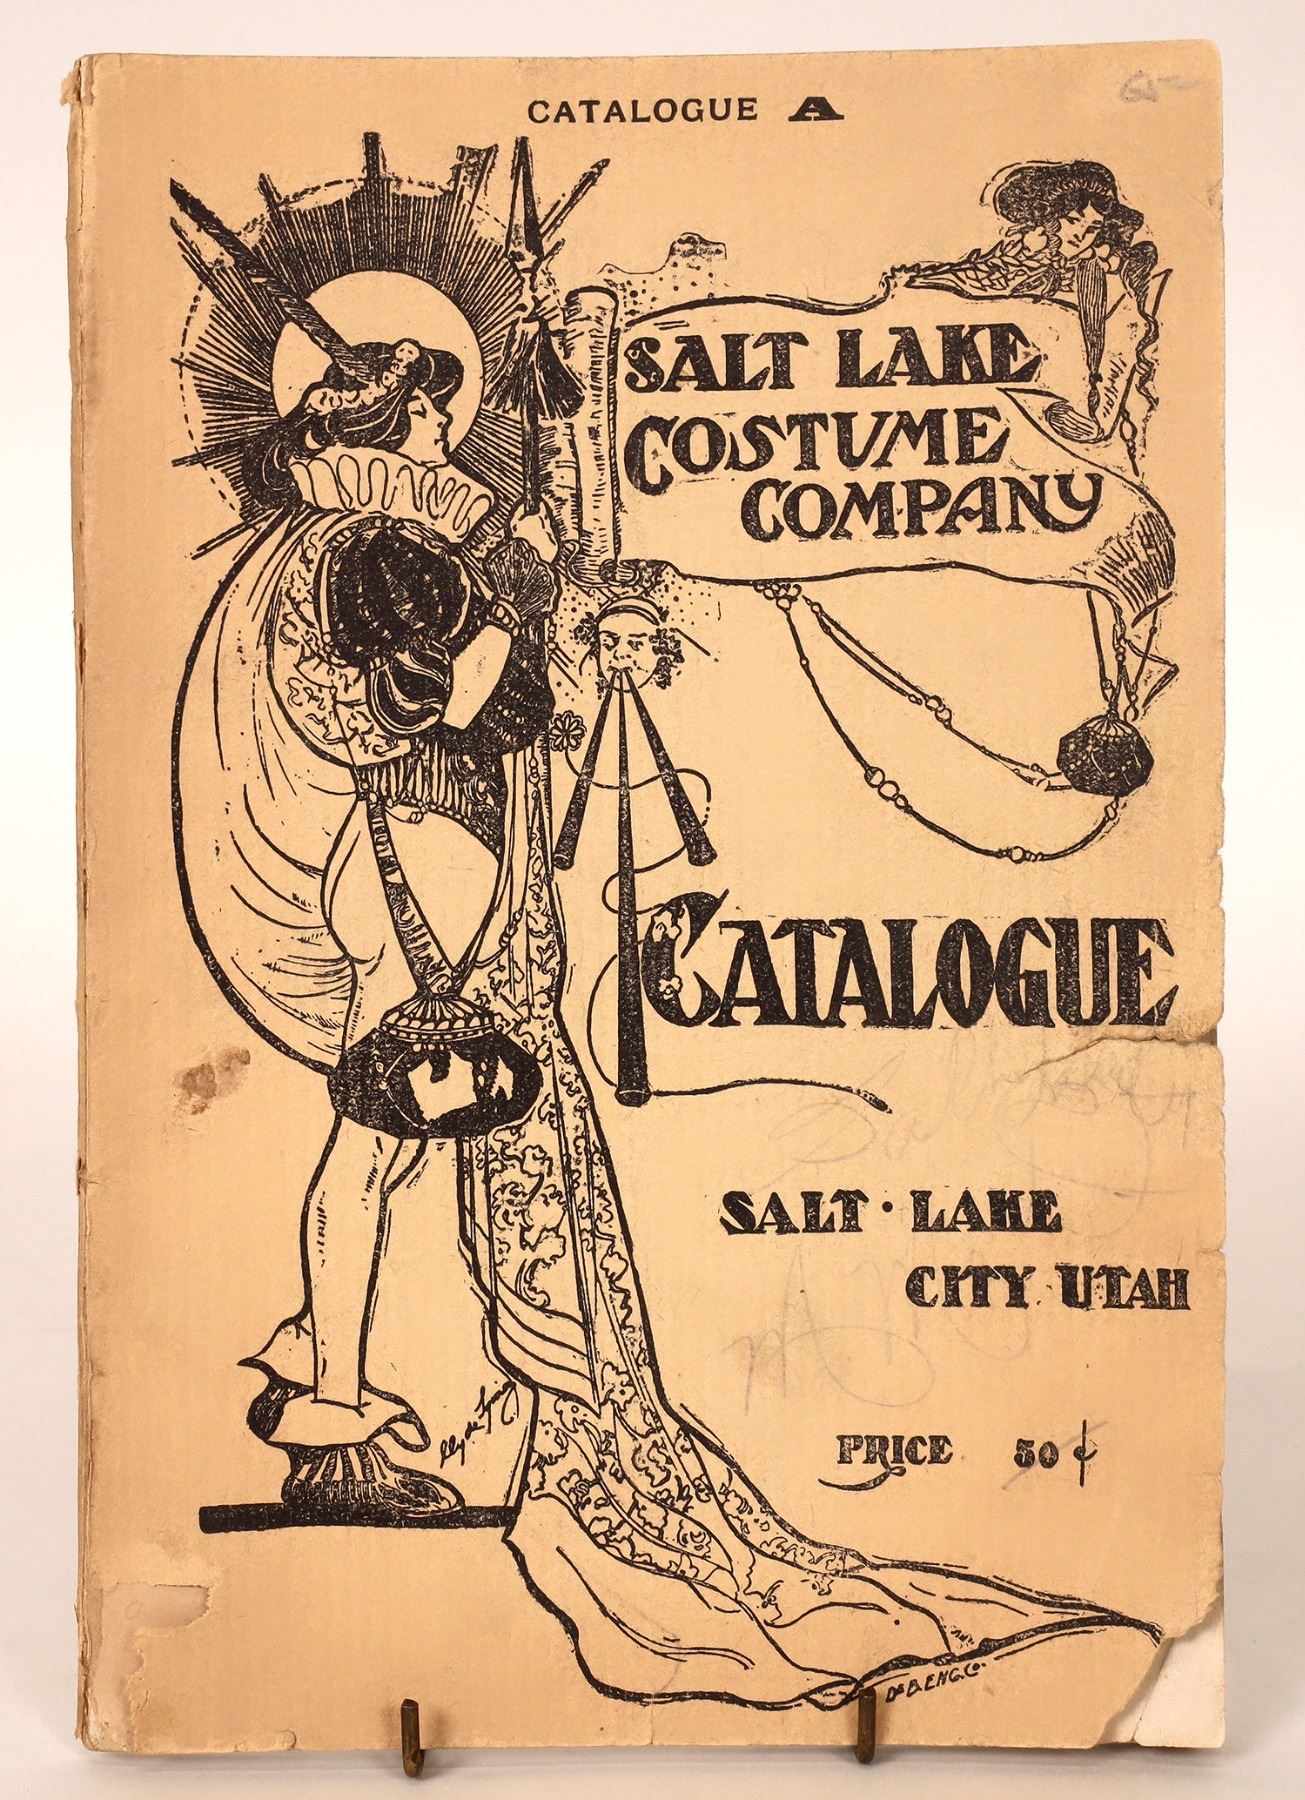 CATALOGUE A
SALT LAKE
COSTUME
COMPANY
CATALOGUE
SALT · LAKE
CITY UTAH
PRICE 50 ¢